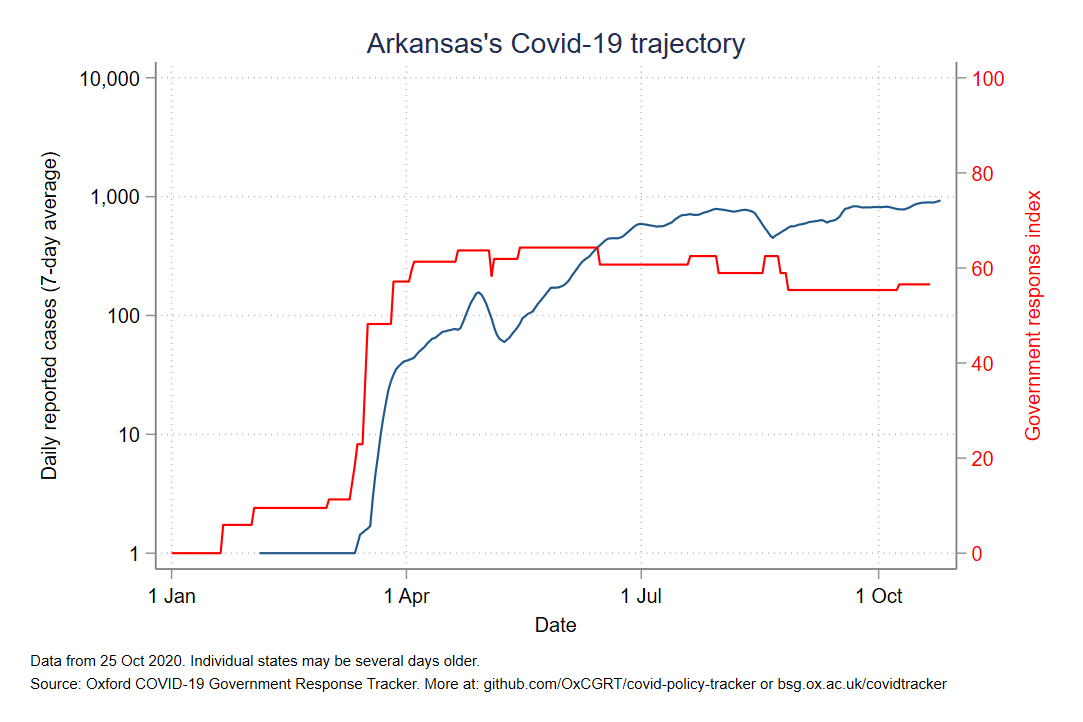 Arkansas's Covid-19 trajectory
10,000
1,000
100
10
1
Daily reported cases (7-day average)
100
80
60
40
20
0
Government response index
1 Jan
1 Apr
1 Jul
1 Oct
Date
Data from 25 Oct 2020. Individual states may be several days older.
Source: Oxford COVID-19 Government Response Tracker. More at: github.com/OxCGRT/covid-policy-tracker or bsg.ox.ac.uk/covidtracker